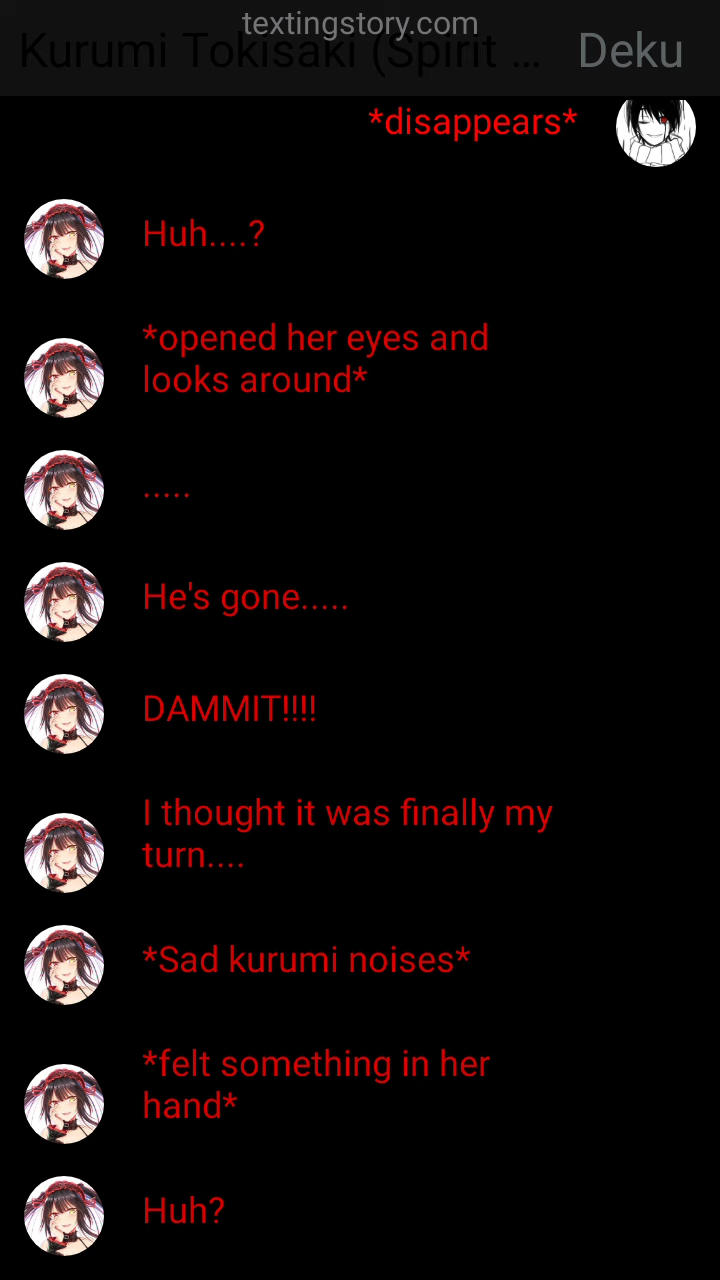 textingstory.com
Kurumi Tokisaki (Spirit ...
Deku
*disappears*
Huh....?
*opened her eyes and
looks around*
.....
He's gone.....
DAMMIT!!!!
I thought it was finally my
turn....
*Sad kurumi noises*
*felt something in her
hand*
Huh?